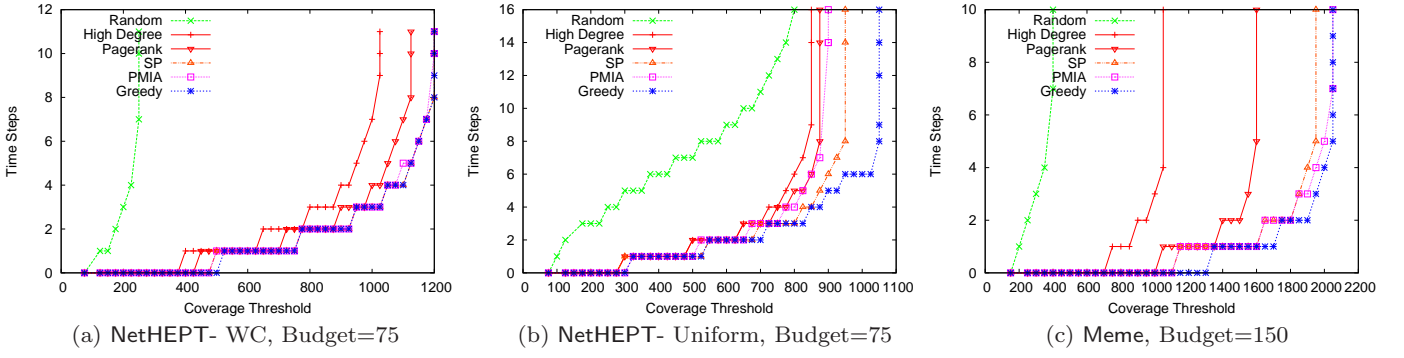 12
10
8
6
4
2
0
Time Steps
Random
High Degree
Pagerank
SP
PMIA
Greedy
200 400 600 800 1000 1200
Coverage Threshold
(a) NetHEPT- WC, Budget=75
16
14
12
10
8
6
4
2
0
Time Steps
Random
High Degree
Pagerank
SP
PMIA
Greedy
100 200 300 400 500 600 700 800 900 1000 1100
Coverage Threshold
(b) NetHEPT- Uniform, Budget=75
10
8
6
4
2
0
Time Steps
Random
High Degree
Pagerank
SP
PMIA
Greedy
200 400 600 800 1000 1200 1400 1600 1800 2000 2200
Coverage Threshold
(c) Meme, Budget=150